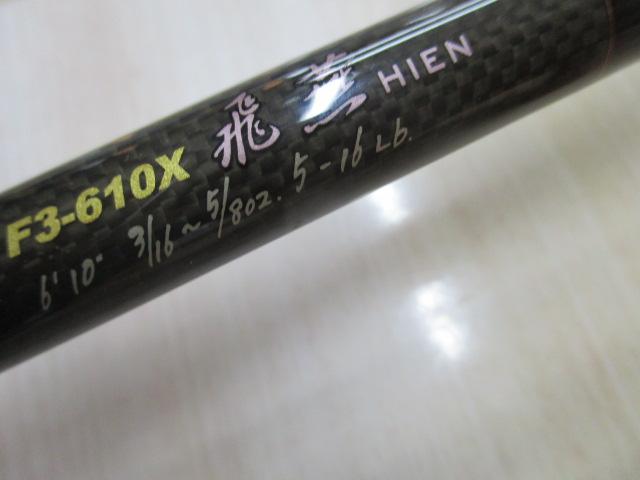 F3-610X 飛燕 HIEN
6'10" 3/16~5/8oz. 5-16Lb.